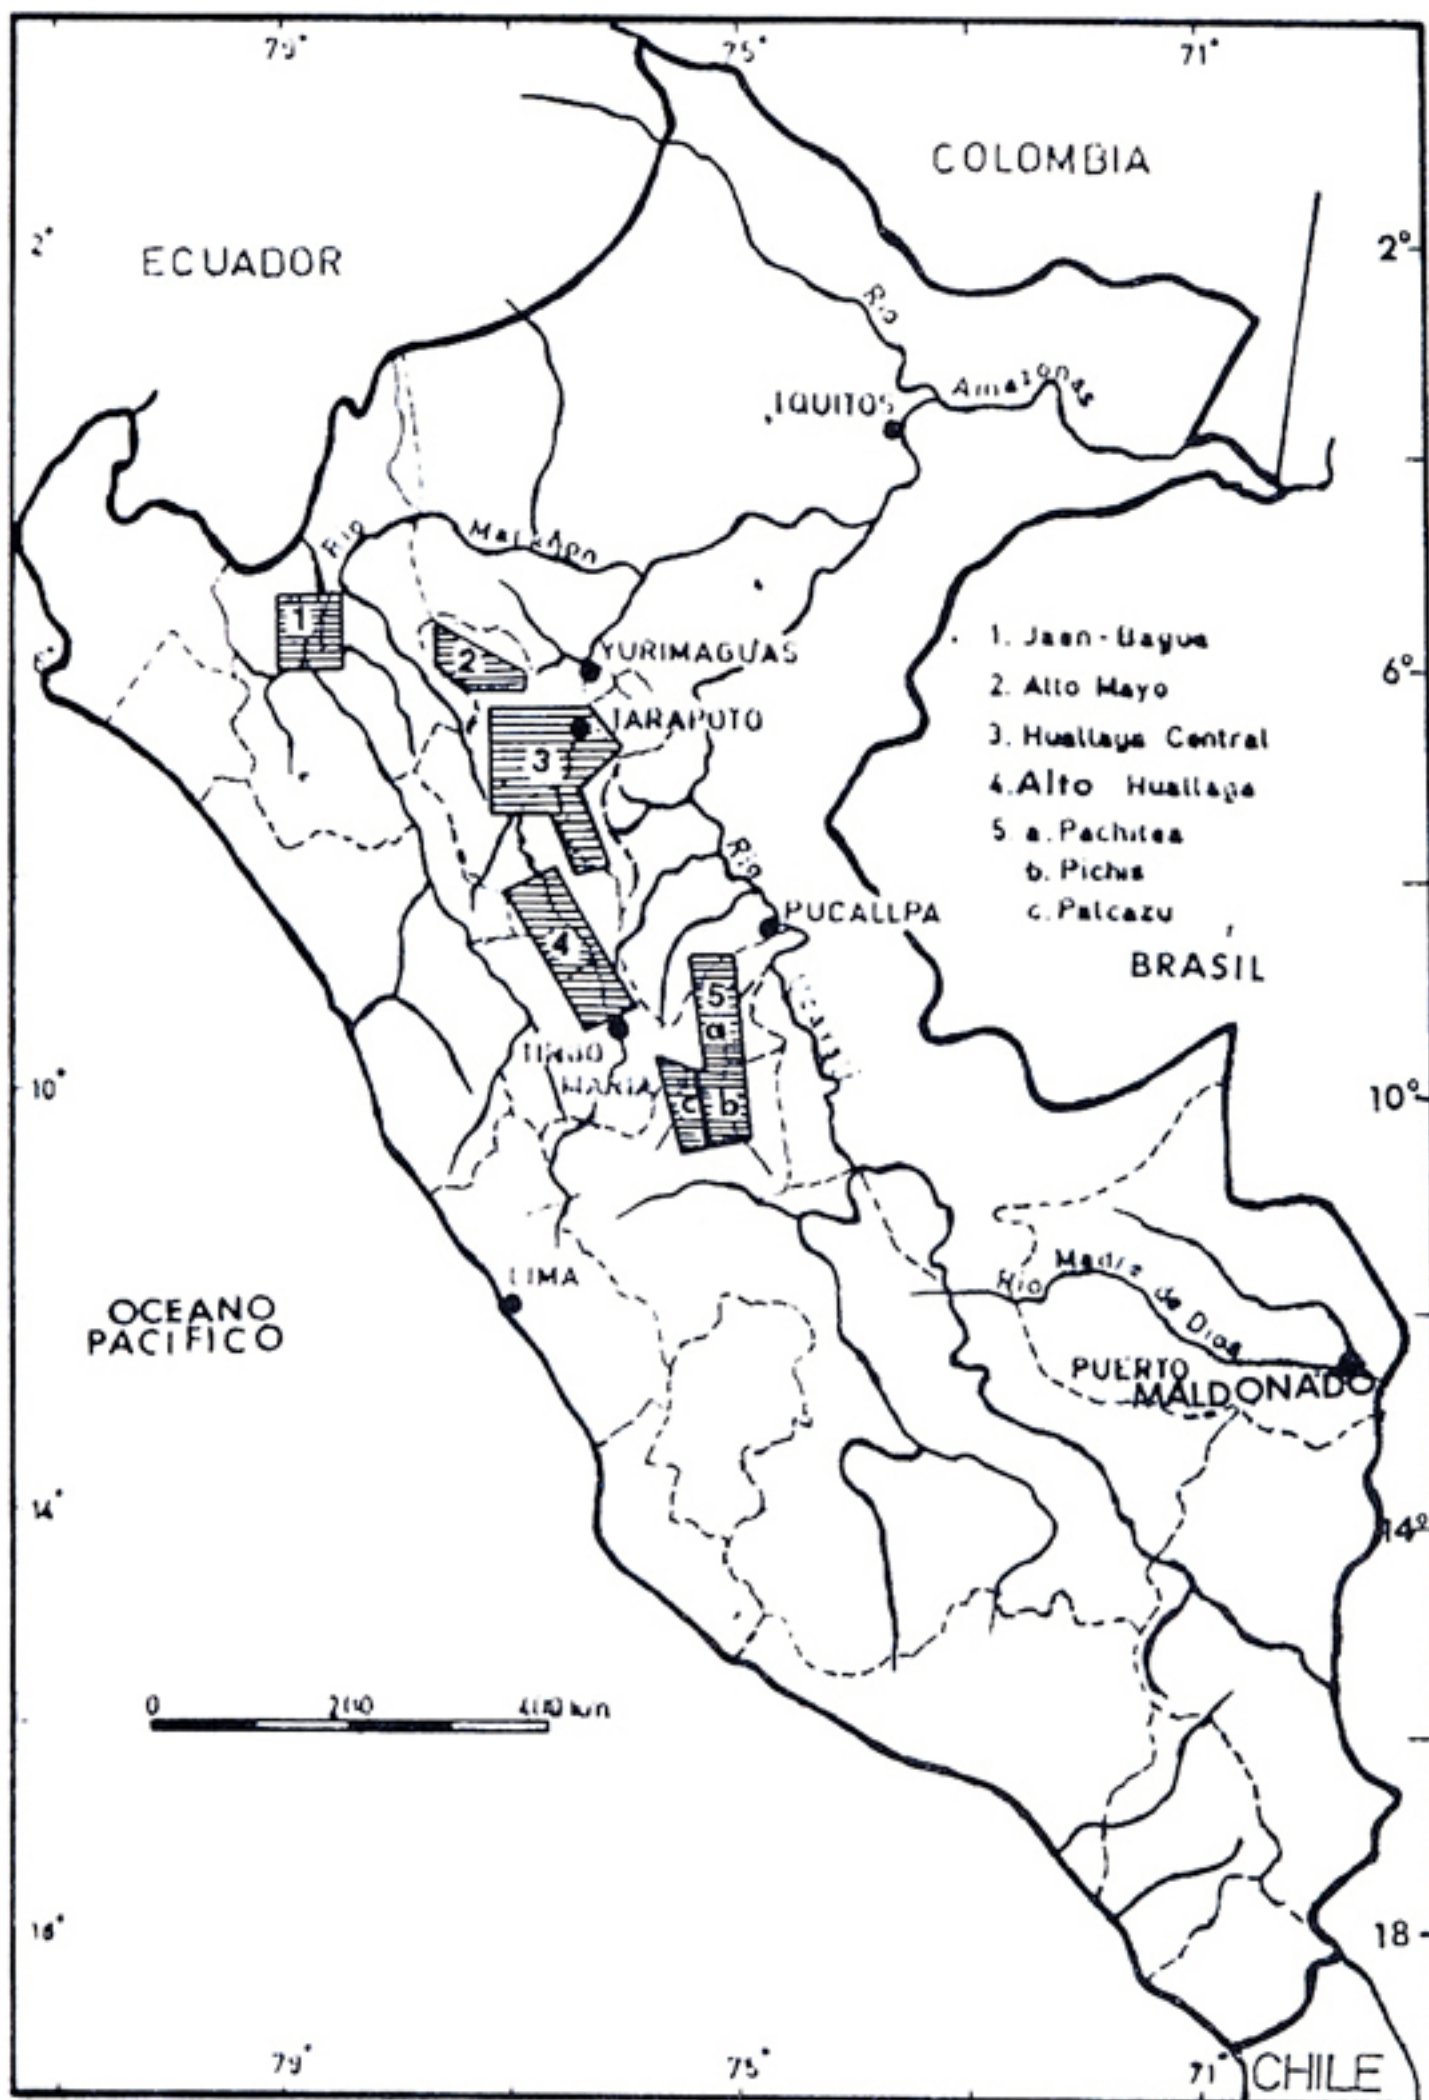 79° 75° 71°
COLOMBIA
ECUADOR
2° 2°
Rio
Amazonas
IQUITOS
Rio Marañon
1
1. Jaen-Bagua
YURIMAGUAS
2
6°
2. Alto Mayo
TARAPOTO
3
3. Huallaga Central
4. Alto Huallaga
5. a. Pachitea
b. Pichis
c. Palcazu
Rio
PUCALLPA
4
BRASIL
5
a
TINGO
MARIA
c b
10° 10°
Rio Madre de Dios
LIMA
OCEANO
PACIFICO
PUERTO
MALDONADO
14° 14°
0 200 400 km
18
79° 75° 71°
CHILE